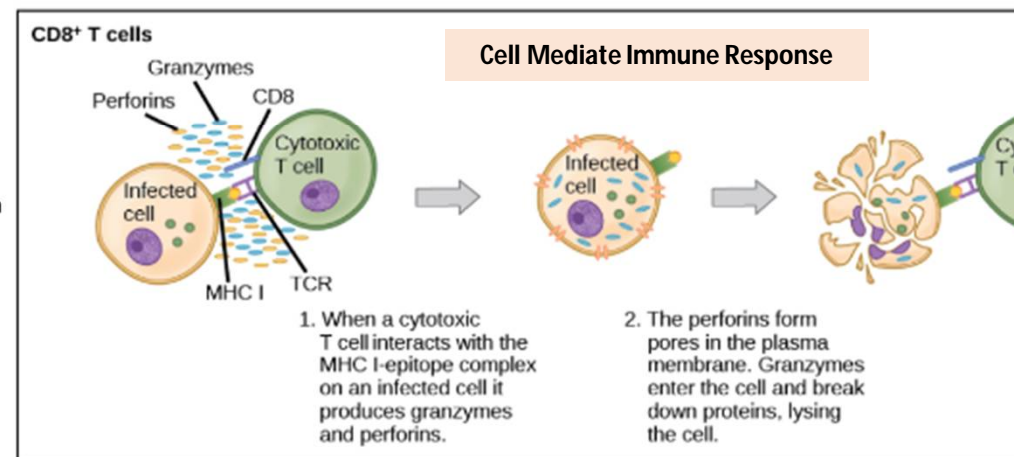 CD8⁺ T cells
Cell Mediate Immune Response
Granzymes
Perforins
CD8
Cytotoxic
T cell
Infected
cell
MHC I
TCR
Infected
cell
Cy
T c
1. When a cytotoxic
T cell interacts with the
MHC I-epitope complex
on an infected cell it
produces granzymes
and perforins.
2. The perforins form
pores in the plasma
membrane. Granzymes
enter the cell and break
down proteins, lysing
the cell.